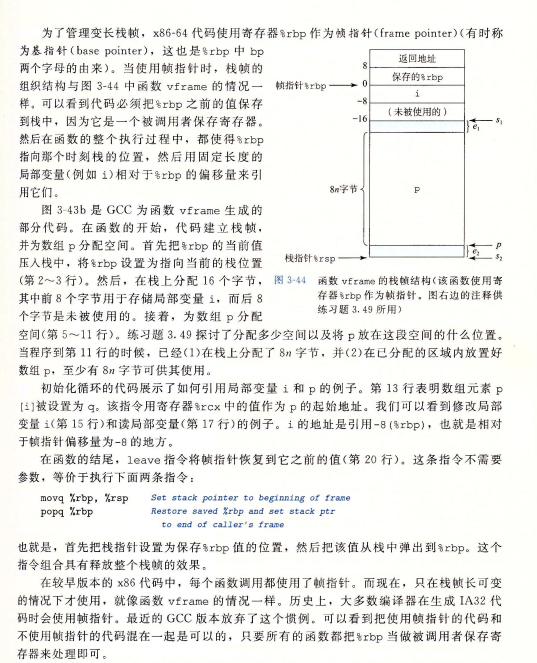 为了管理变长栈帧，x86-64 代码使用寄存器%rbp 作为帧指针(frame pointer)(有时称
为基指针(base pointer)，这也是%rbp 中 bp
两个字母的由来)。当使用帧指针时，栈帧的
组织结构与图 3-44 中函数 vframe 的情况一
样。可以看到代码必须把%rbp 之前的值保存
到栈中，因为它是一个被调用者保存寄存器。
然后在函数的整个执行过程中，都使得%rbp
指向那个时刻栈的位置，然后用固定长度的
局部变量(例如 i)相对于%rbp 的偏移量来引
用它们。
图 3-43b 是 GCC 为函数 vframe 生成的
部分代码。在函数的开始，代码建立栈帧，
并为数组 p 分配空间。首先把%rbp 的当前值
压入栈中，将%rbp 设置为指向当前的栈位置
(第 2～3 行)。然后，在栈上分配 16 个字节，
其中前 8 个字节用于存储局部变量 i，而后 8
个字节是未被使用的。接着，为数组 p 分配
返回地址
8
保存的%rbp
帧指针%rbp
0
i
-8
(未被使用的)
-16
s₁
e₁
8n字节
P
p
e₂
栈指针%rsp
s₂
图 3-44 函数 vframe 的栈帧结构(该函数使用寄
存器%rbp 作为帧指针。图右边的注释供
练习题 3.49 所用)
空间(第 5～11 行)。练习题 3.49 探讨了分配多少空间以及将 p 放在这段空间的什么位置。
当程序到第 11 行的时候，已经(1)在栈上分配了 8n 字节，并(2)在已分配的区域内放置好
数组 p，至少有 8n 字节可供其使用。
初始化循环的代码展示了如何引用局部变量 i 和 p 的例子。第 13 行表明数组元素 p
[i]被设置为 q。该指令用寄存器%rcx 中的值作为 p 的起始地址。我们可以看到修改局部
变量 i(第 15 行)和读局部变量(第 17 行)的例子。i 的地址是引用-8(%rbp)，也就是相对
于帧指针偏移量为-8 的地方。
在函数的结尾，leave 指令将帧指针恢复到它之前的值(第 20 行)。这条指令不需要
参数，等价于执行下面两条指令：
movq %rbp, %rsp Set stack pointer to beginning of frame
popq %rbp Restore saved %rbp and set stack ptr
to end of caller's frame
也就是，首先把栈指针设置为保存%rbp 值的位置，然后把该值从栈中弹出到%rbp。这个
指令组合具有释放整个栈帧的效果。
在较早版本的 x86 代码中，每个函数调用都使用了帧指针。而现在，只在栈帧长可变
的情况下才使用，就像函数 vframe 的情况一样。历史上，大多数编译器在生成 IA32 代
码时会使用帧指针。最近的 GCC 版本放弃了这个惯例。可以看到把使用帧指针的代码和
不使用帧指针的代码混在一起是可以的，只要所有的函数都把%rbp 当做被调用者保存寄
存器来处理即可。